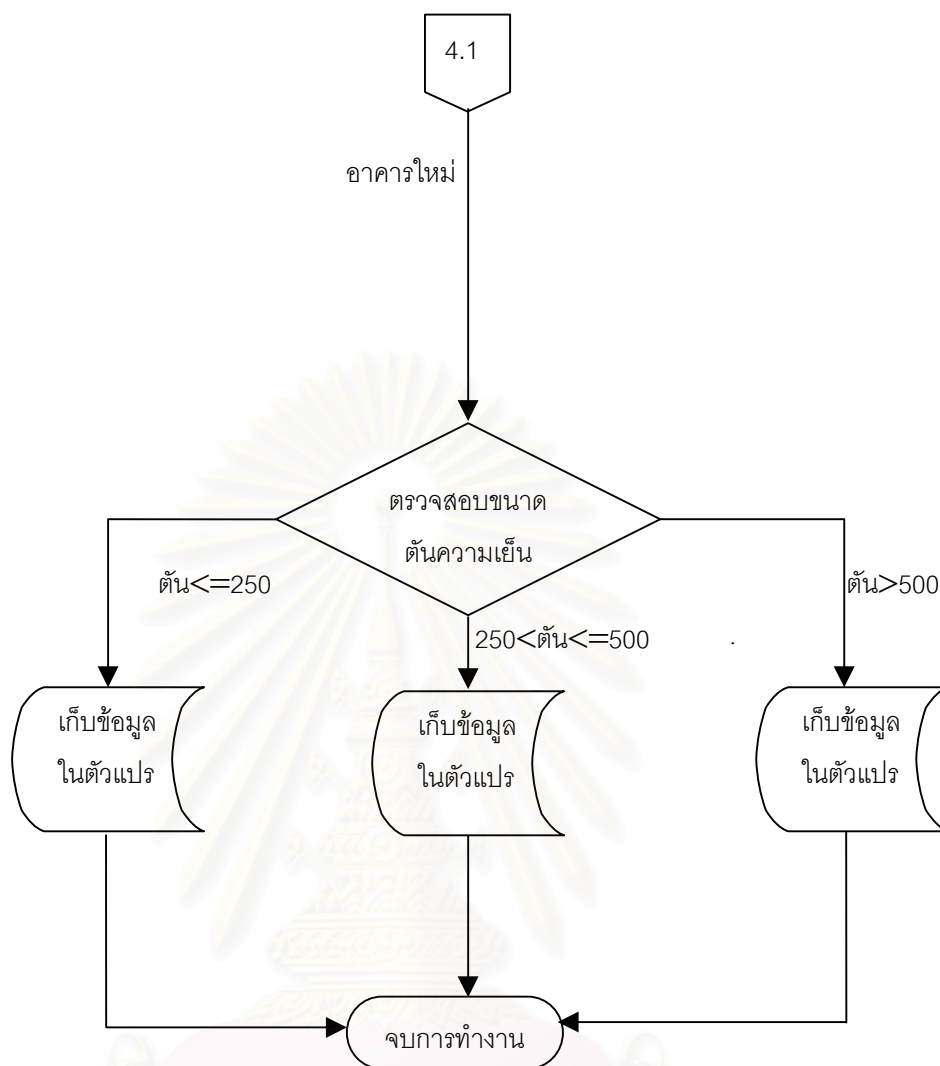 4.1
อาคารใหม่
ตรวจสอบขนาด
ตันความเย็น
ตัน<=250
250<ตัน<=500
ตัน>500
เก็บข้อมูล
ในตัวแปร
เก็บข้อมูล
ในตัวแปร
เก็บข้อมูล
ในตัวแปร
จบการทำงาน